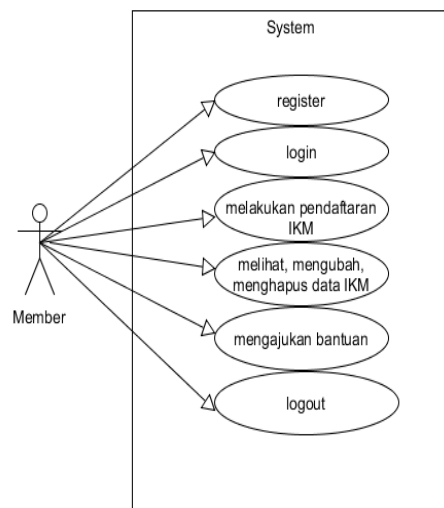 System
register
login
melakukan pendaftaran
IKM
melihat, mengubah,
menghapus data IKM
mengajukan bantuan
logout
Member